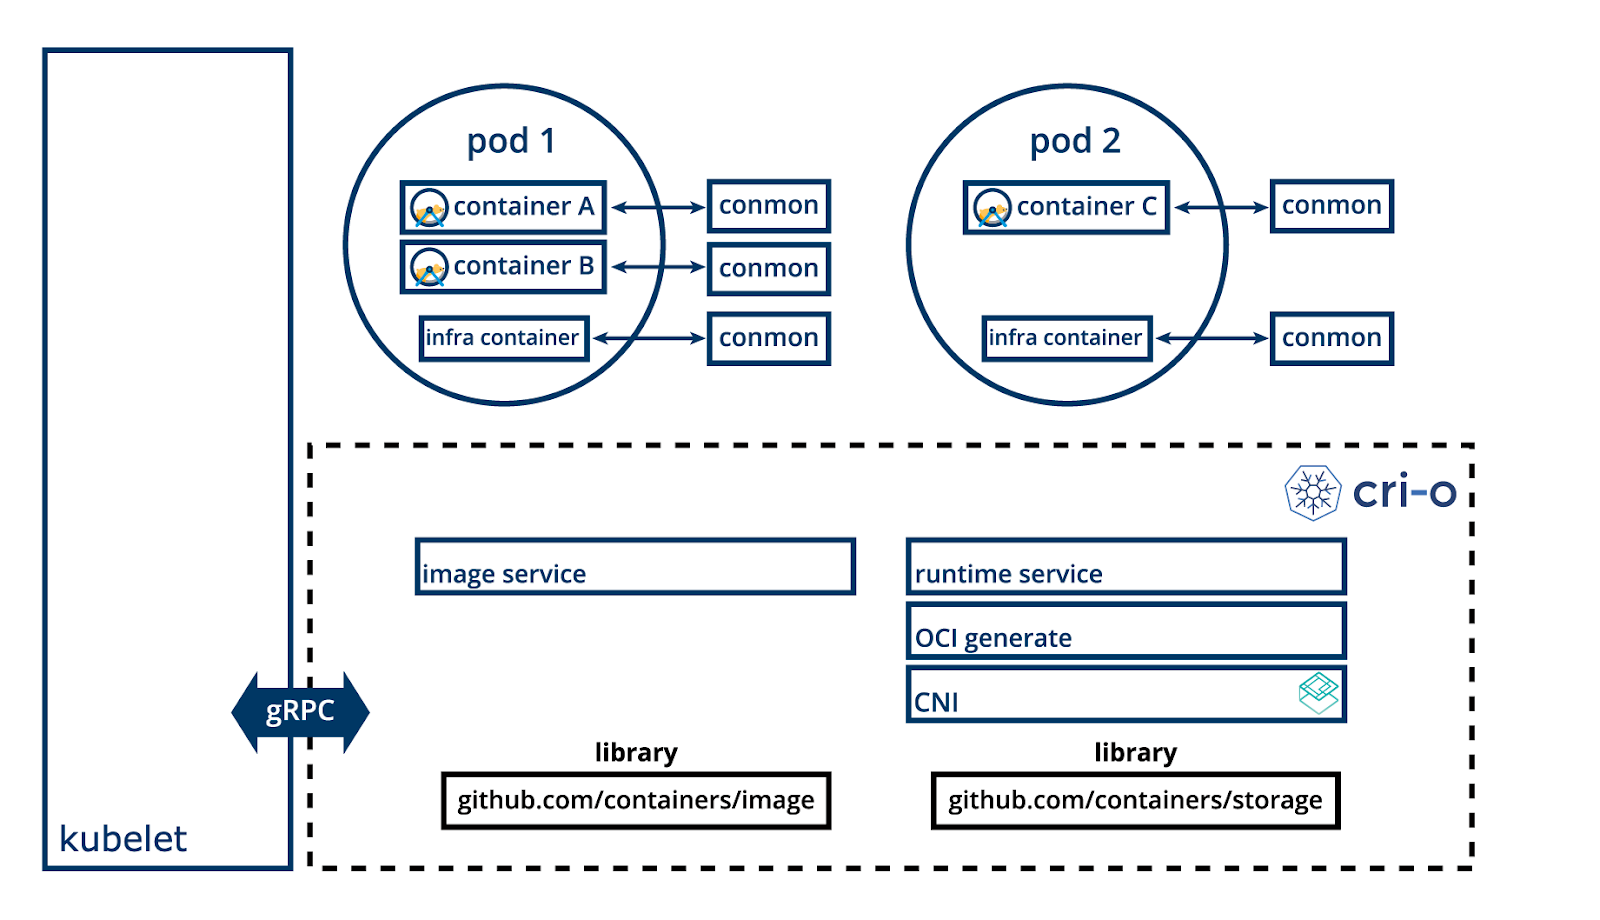 pod 1
container A
conmon
container B
conmon
infra container
conmon
pod 2
container C
conmon
infra container
conmon
cri-o
image service
runtime service
OCI generate
CNI
gRPC
library
github.com/containers/image
library
github.com/containers/storage
kubelet